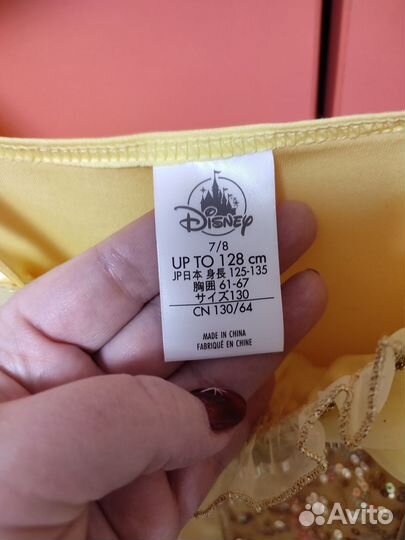 Disney
7/8
UP TO 128 cm
JP日本 身長 125-135
胸囲 61-67
サイズ130
CN 130/64
MADE IN CHINA
FABRIQUÉ EN CHINE
Avito